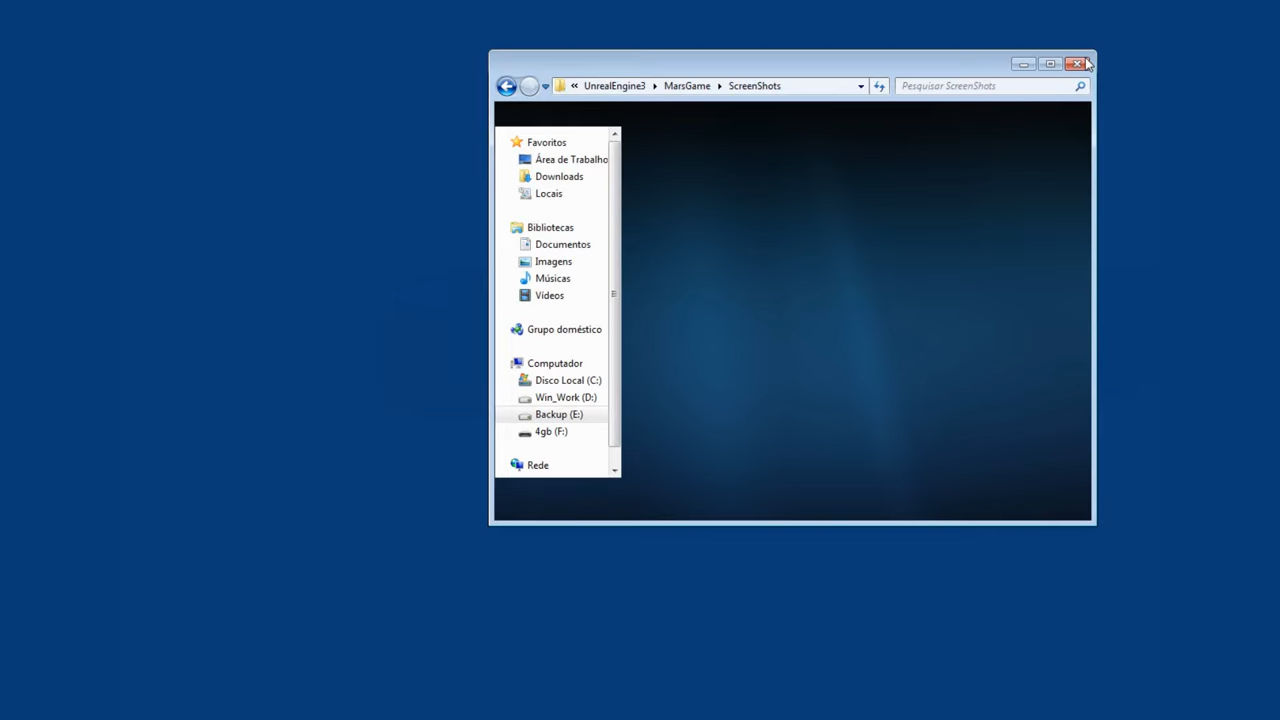 « UnrealEngine3 MarsGame ScreenShots
Pesquisar ScreenShots
Favoritos
Área de Trabalho
Downloads
Locais
Bibliotecas
Documentos
Imagens
Músicas
Vídeos
Grupo doméstico
Computador
Disco Local (C:)
Win_Work (D:)
Backup (E:)
4gb (F:)
Rede